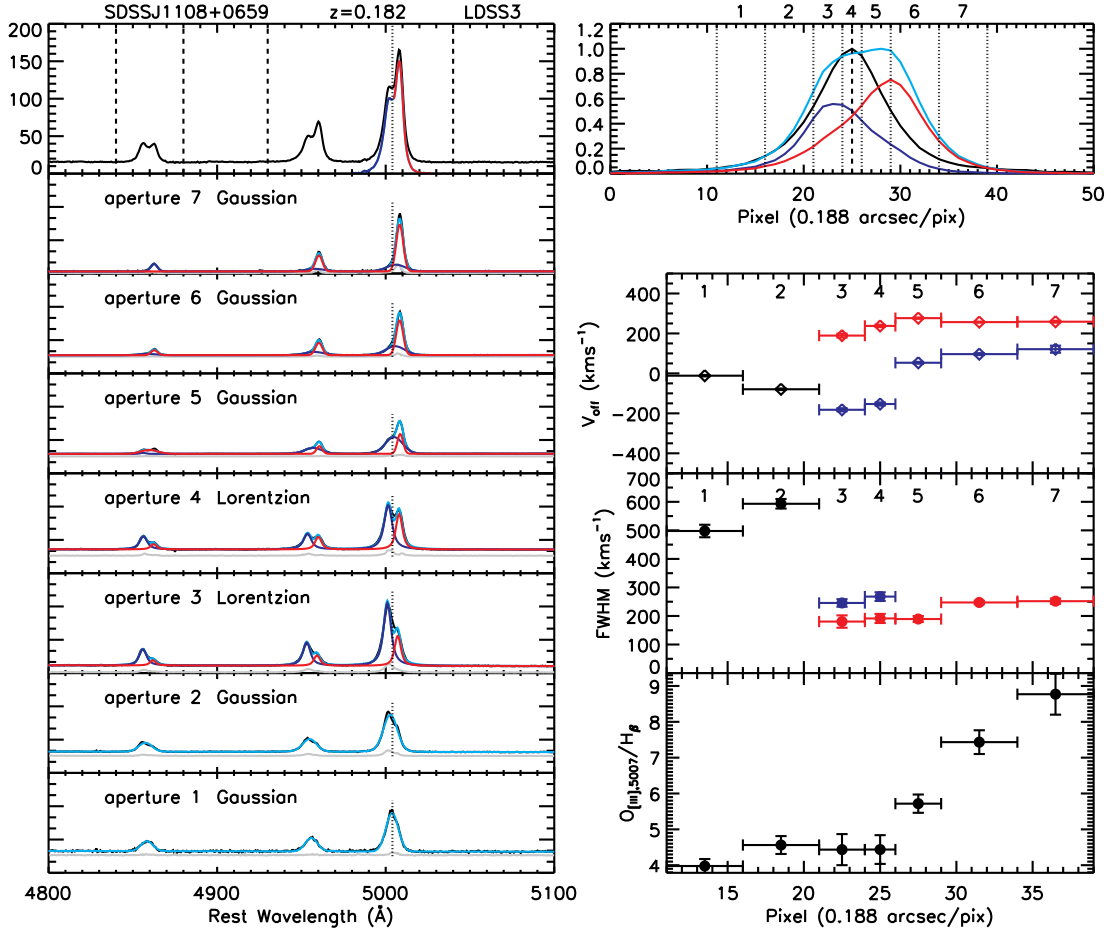 SDSSJ1108+0659 z=0.182 LDSS3
200
150
100
50
0
aperture 7 Gaussian
aperture 6 Gaussian
aperture 5 Gaussian
aperture 4 Lorentzian
aperture 3 Lorentzian
aperture 2 Gaussian
aperture 1 Gaussian
4800 4900 5000 5100
Rest Wavelength (Å)
1 2 3 4 5 6 7
1.2
1.0
0.8
0.6
0.4
0.2
0.0
0 10 20 30 40 50
Pixel (0.188 arcsec/pix)
400
200
0
−200
−400
Voff (kms⁻¹)
1 2 3 4 5 6 7
700
600
500
400
300
200
100
0
FWHM (kms⁻¹)
1 2 3 4 5 6 7
9
8
7
6
5
4
O[III],5007/Hβ
15 20 25 30 35
Pixel (0.188 arcsec/pix)